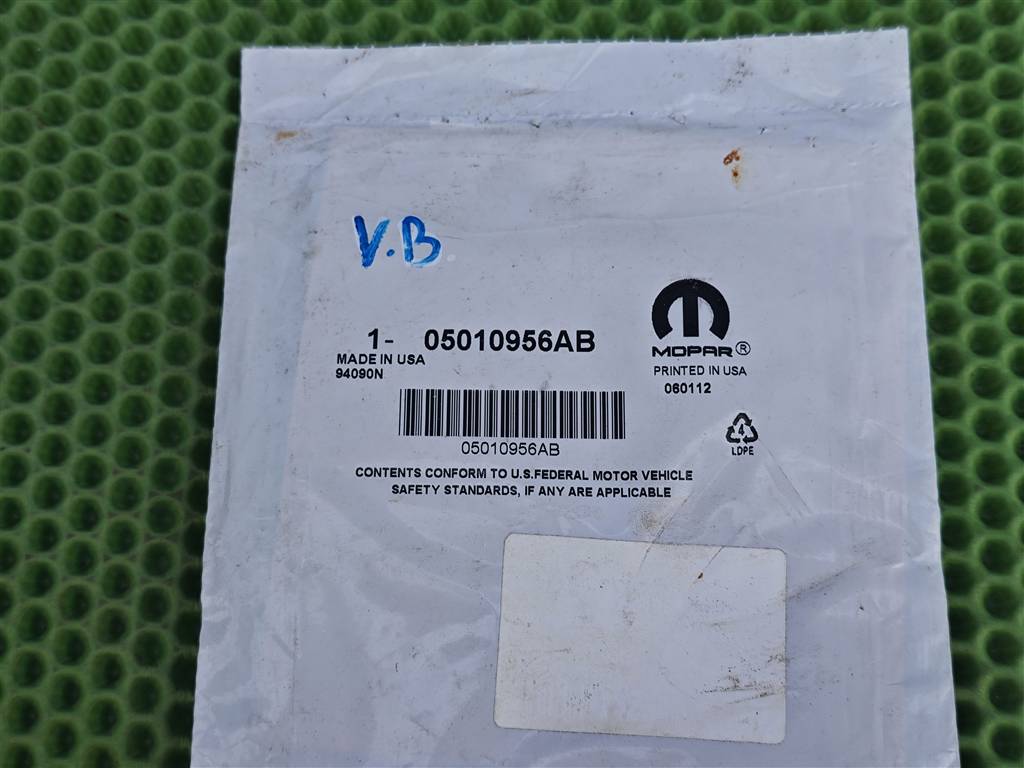 V.B.
1- 05010956AB
MADE IN USA
94090N
MOPAR®
PRINTED IN USA
060112
05010956AB
4
LDPE
CONTENTS CONFORM TO U.S.FEDERAL MOTOR VEHICLE
SAFETY STANDARDS, IF ANY ARE APPLICABLE